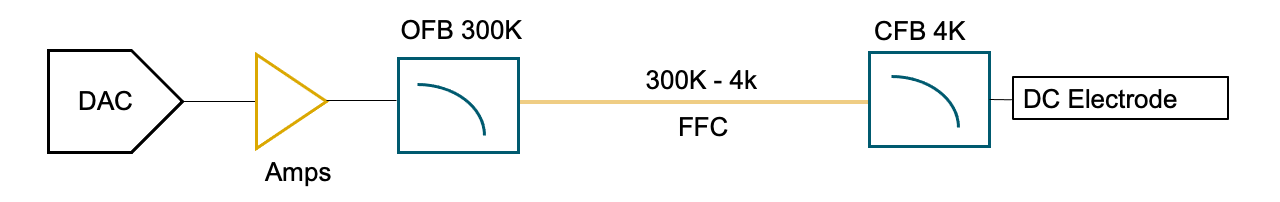 OFB 300K
CFB 4K
DAC
300K - 4k
DC Electrode
FFC
Amps